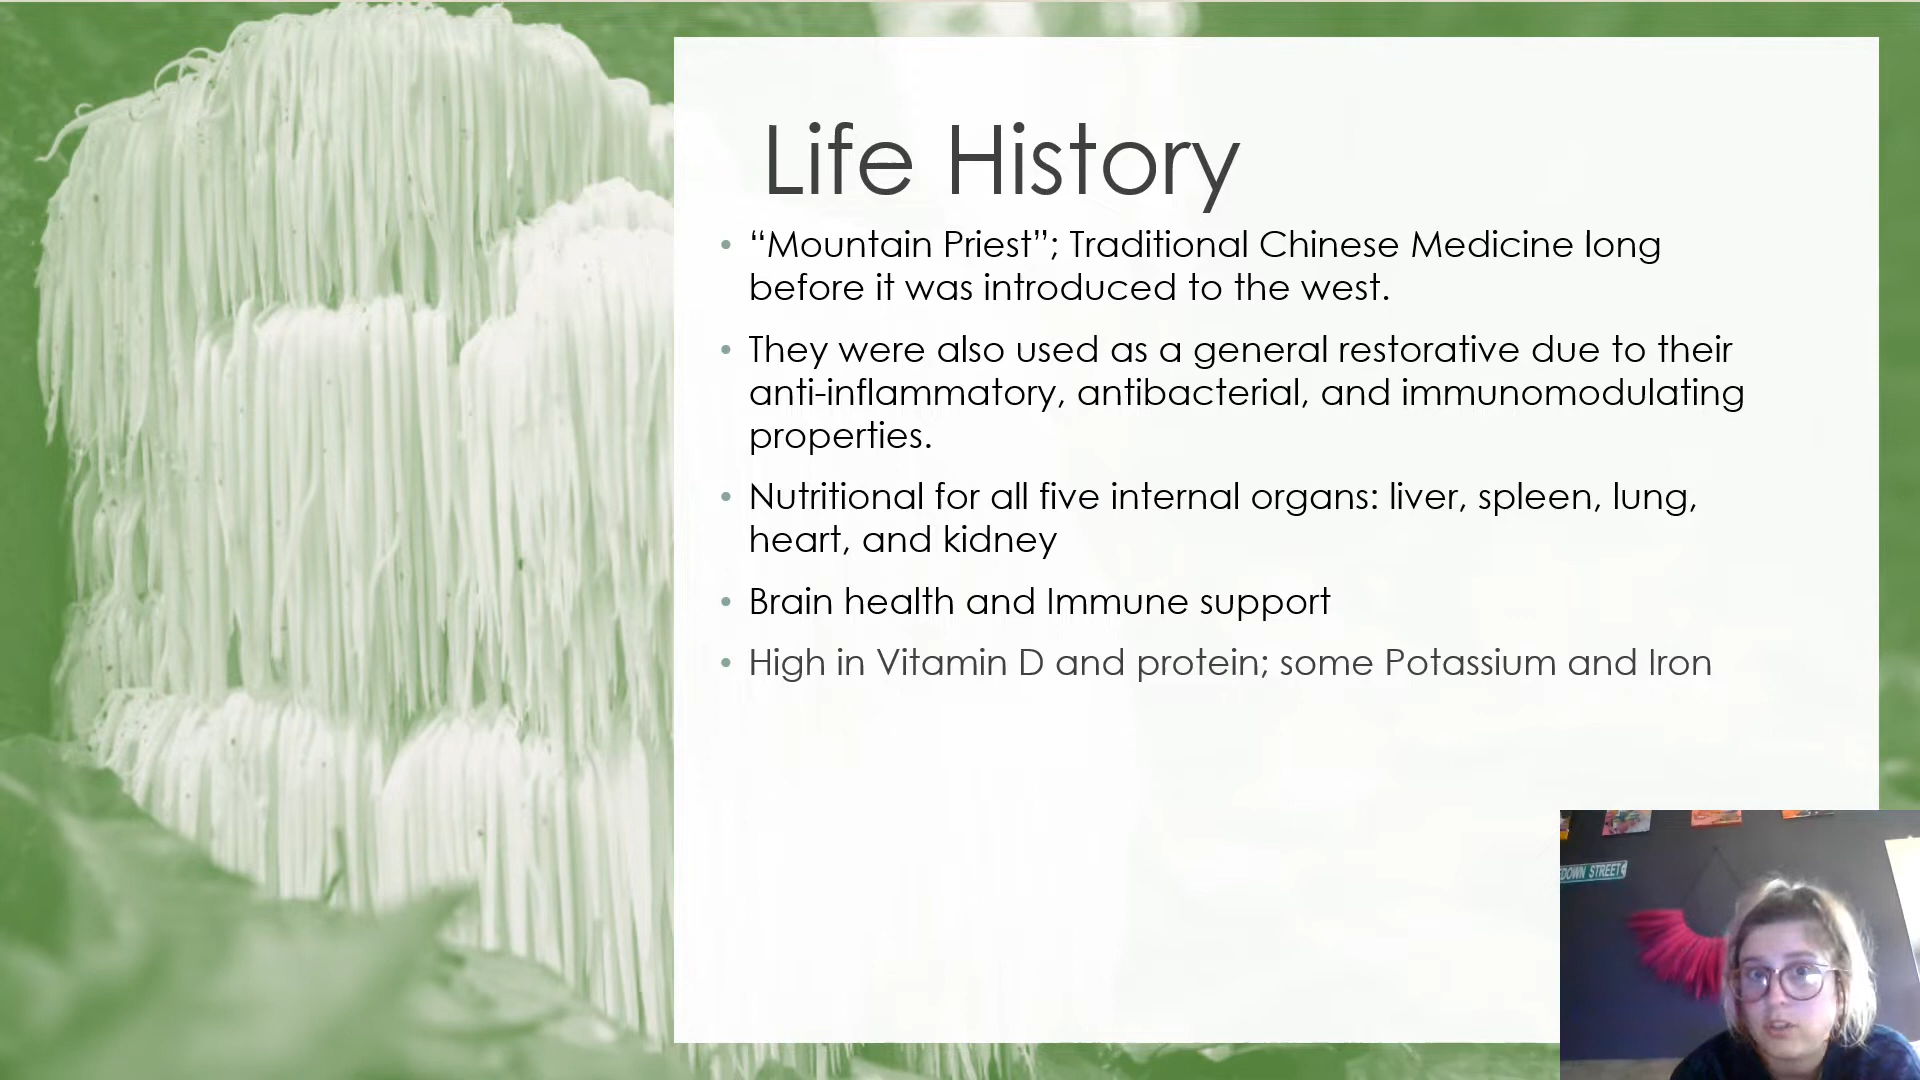 Life History
“Mountain Priest”; Traditional Chinese Medicine long
before it was introduced to the west.
They were also used as a general restorative due to their
anti-inflammatory, antibacterial, and immunomodulating
properties.
Nutritional for all five internal organs: liver, spleen, lung,
heart, and kidney
Brain health and Immune support
High in Vitamin D and protein; some Potassium and Iron
DOWN STREET